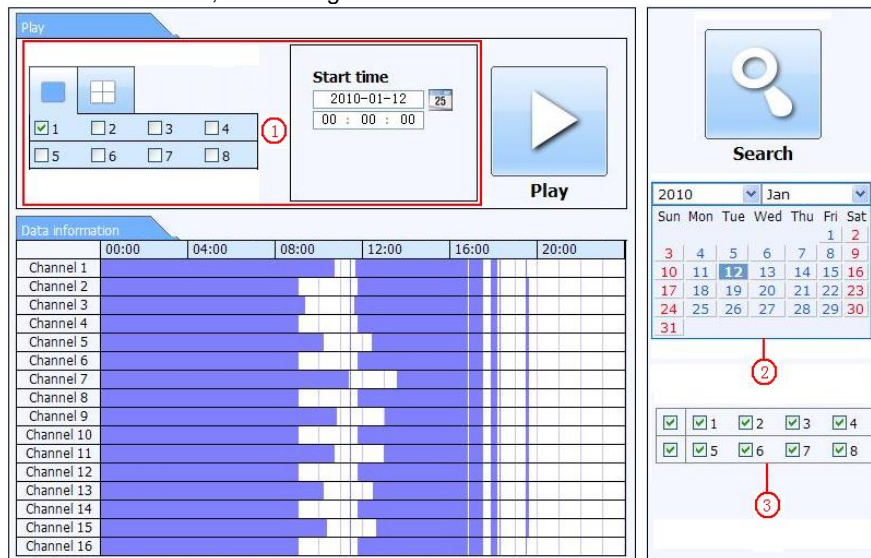 Play
Start time
2010-01-12
25
00 : 00 : 00
1 2 3 4
5 6 7 8
1
Play
Data information
00:00 04:00 08:00 12:00 16:00 20:00
Channel 1
Channel 2
Channel 3
Channel 4
Channel 5
Channel 6
Channel 7
Channel 8
Channel 9
Channel 10
Channel 11
Channel 12
Channel 13
Channel 14
Channel 15
Channel 16
Search
2010 Jan
Sun Mon Tue Wed Thu Fri Sat
1 2
3 4 5 6 7 8 9
10 11 12 13 14 15 16
17 18 19 20 21 22 23
24 25 26 27 28 29 30
31
2
1 2 3 4
5 6 7 8
3